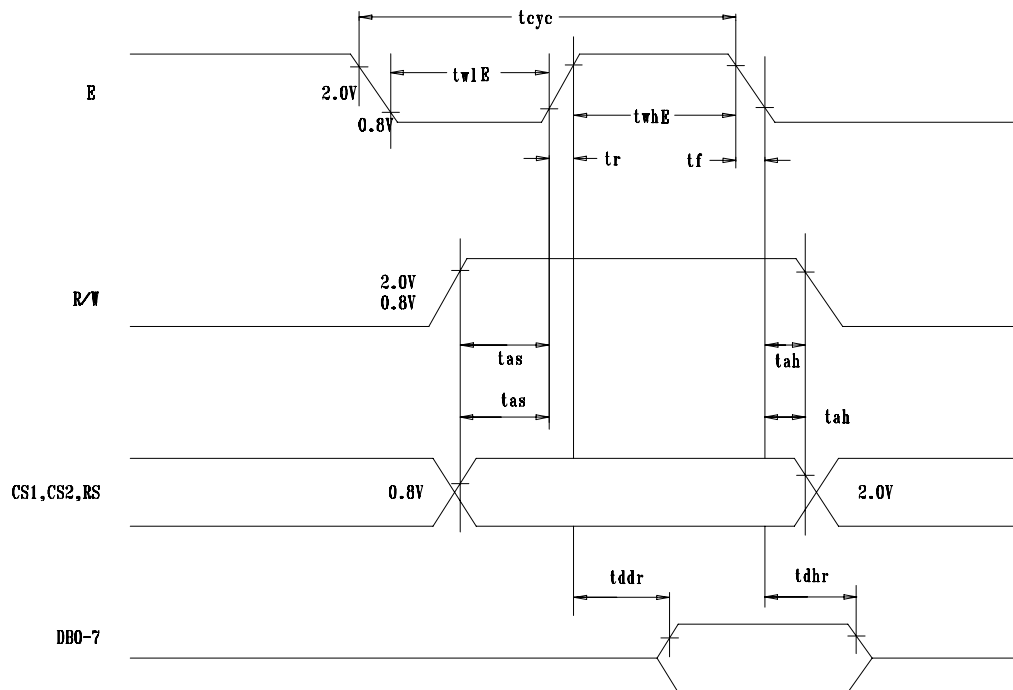 tcyc
E
twlE
2.0V
0.8V
twhE
tr
tf
R/W
2.0V
0.8V
tas
tah
tas
tah
CS1,CS2,RS
0.8V
2.0V
tddr
tdhr
DB0-7